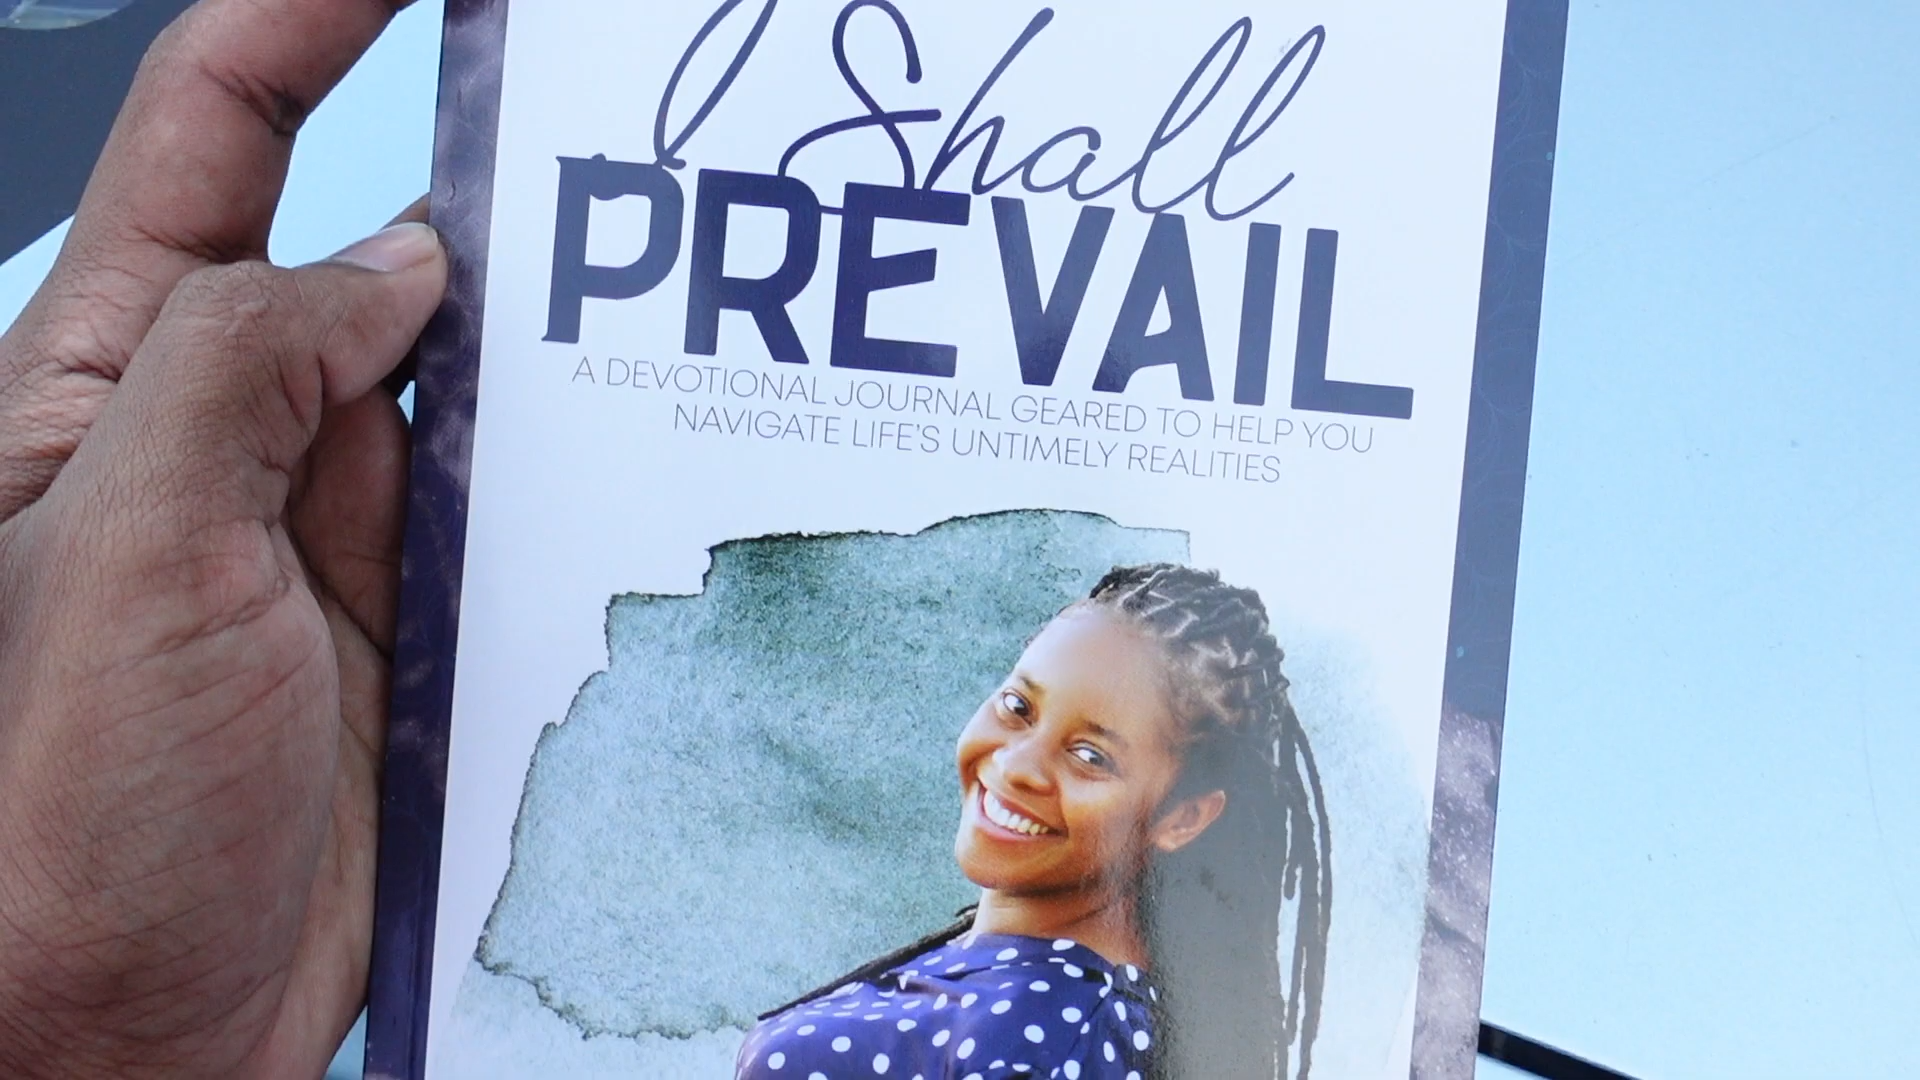 I Shall
PREVAIL
A DEVOTIONAL JOURNAL GEARED TO HELP YOU
NAVIGATE LIFE'S UNTIMELY REALITIES